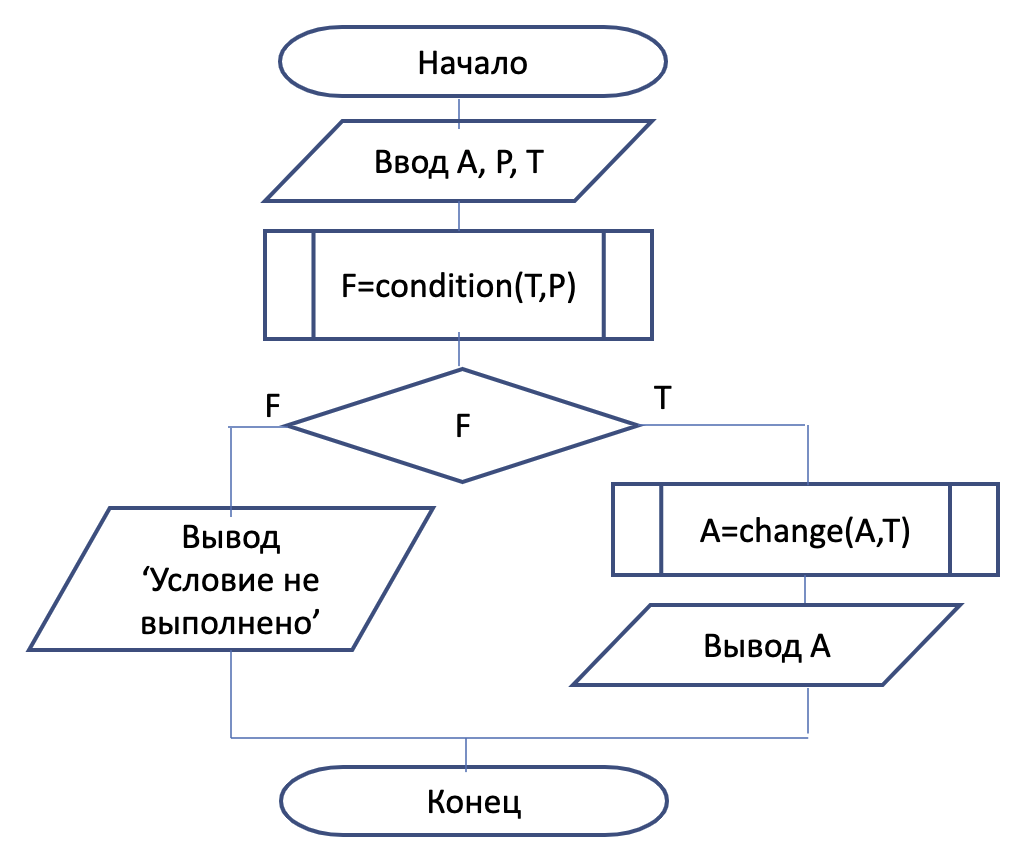 Начало
Ввод A, P, T
F=condition(T,P)
F
F
T
A=change(A,T)
Вывод
‘Условие не
выполнено’
Вывод A
Конец